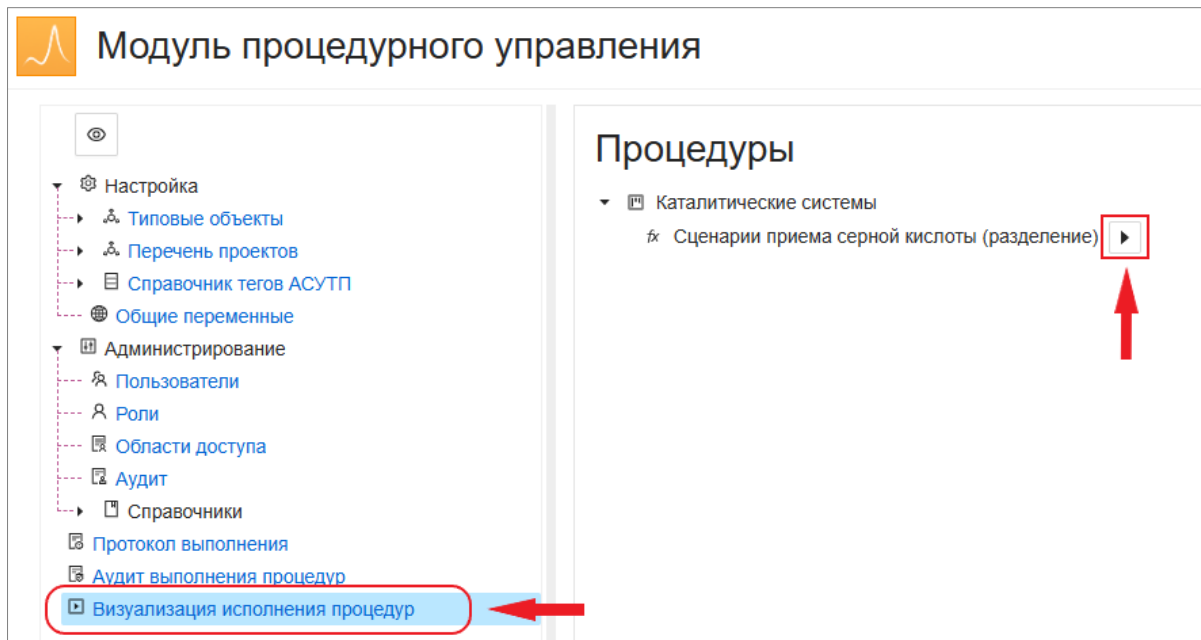 Модуль процедурного управления
Настройка
Типовые объекты
Перечень проектов
Справочник тегов АСУТП
Общие переменные
Администрирование
Пользователи
Роли
Области доступа
Аудит
Справочники
Протокол выполнения
Аудит выполнения процедур
Визуализация исполнения процедур
Процедуры
Каталитические системы
fx Сценарии приема серной кислоты (разделение)